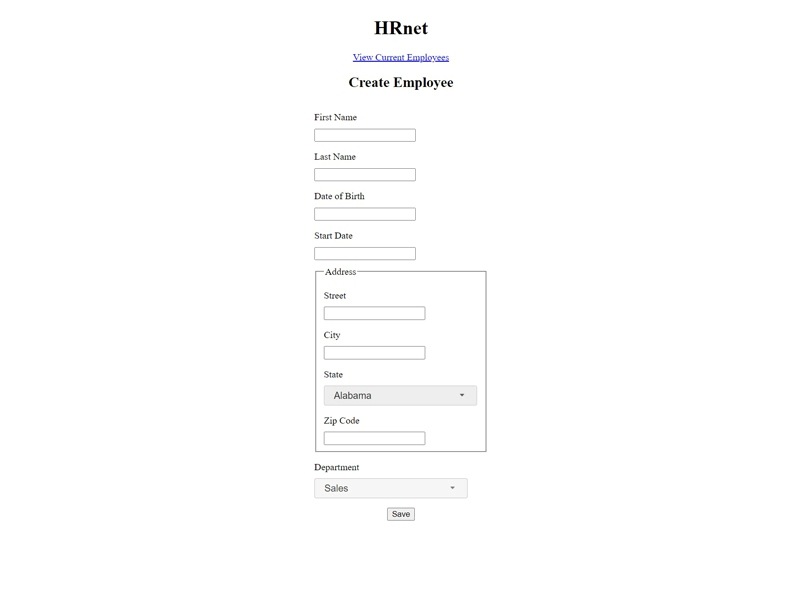 HRnet
View Current Employees
Create Employee
First Name
Last Name
Date of Birth
Start Date
Address
Street
City
State
Alabama
Zip Code
Department
Sales
Save